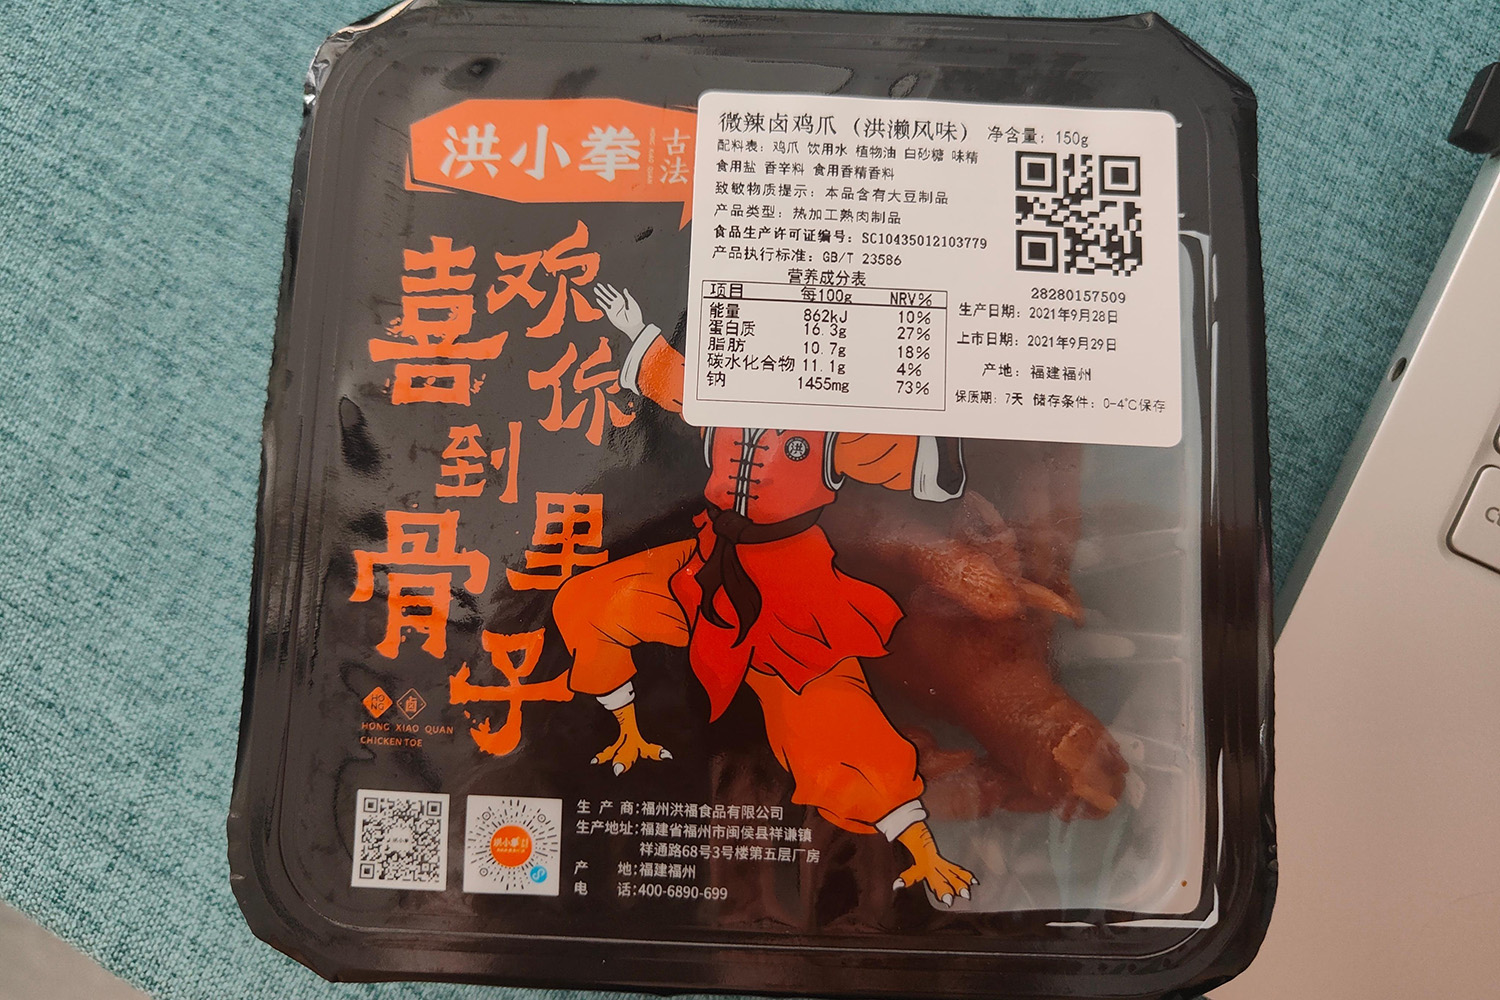 洪小拳
古法
喜欢你
到骨子里
HONG
卤
HONG XIAO QUAN
CHICKEN TOE
生 产 商:福州洪福食品有限公司
生产地址:福建省福州市闽侯县祥谦镇
祥通路68号3号楼第五层厂房
产 地:福建福州
电 话:400-6890-699
微辣卤鸡爪（洪濑风味） 净含量：150g
配料表：鸡爪 饮用水 植物油 白砂糖 味精
食用盐 香辛料 食用香精香料
致敏物质提示：本品含有大豆制品
产品类型：热加工熟肉制品
食品生产许可证编号：SC10435012103779
产品执行标准：GB/T 23586
营养成分表
项目 每100g NRV%
能量 862kJ 10%
蛋白质 16.3g 27%
脂肪 10.7g 18%
碳水化合物 11.1g 4%
钠 1455mg 73%
28280157509
生产日期：2021年9月28日
上市日期：2021年9月29日
产地：福建福州
保质期：7天 储存条件：0-4℃保存
洪